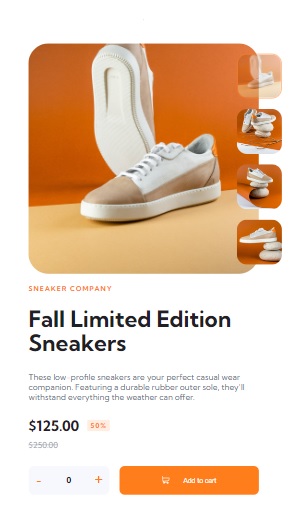 SNEAKER COMPANY
Fall Limited Edition
Sneakers
These low-profile sneakers are your perfect casual wear
companion. Featuring a durable rubber outer sole, they'll
withstand everything the weather can offer.
$125.00 50%
$250.00
- 0 + Add to cart